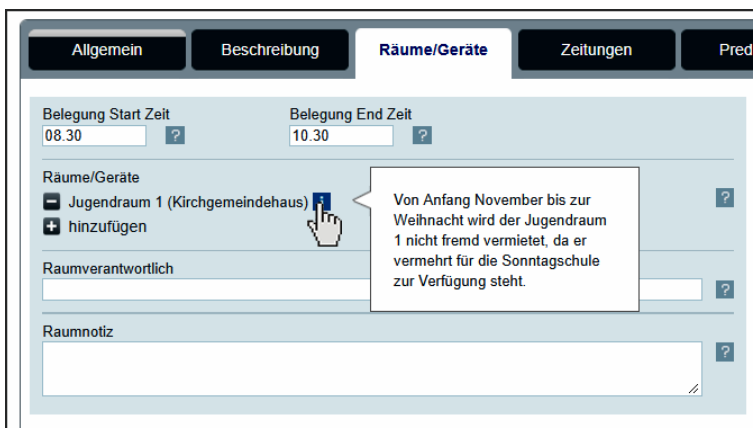 Allgemein Beschreibung Räume/Geräte Zeitungen Pred
Belegung Start Zeit Belegung End Zeit
08.30 ? 10.30 ?
Räume/Geräte
Jugendraum 1 (Kirchgemeindehaus) i ?
hinzufügen
Von Anfang November bis zur
Weihnacht wird der Jugendraum
1 nicht fremd vermietet, da er
vermehrt für die Sonntagschule
zur Verfügung steht.
Raumverantwortlich
?
Raumnotiz
?